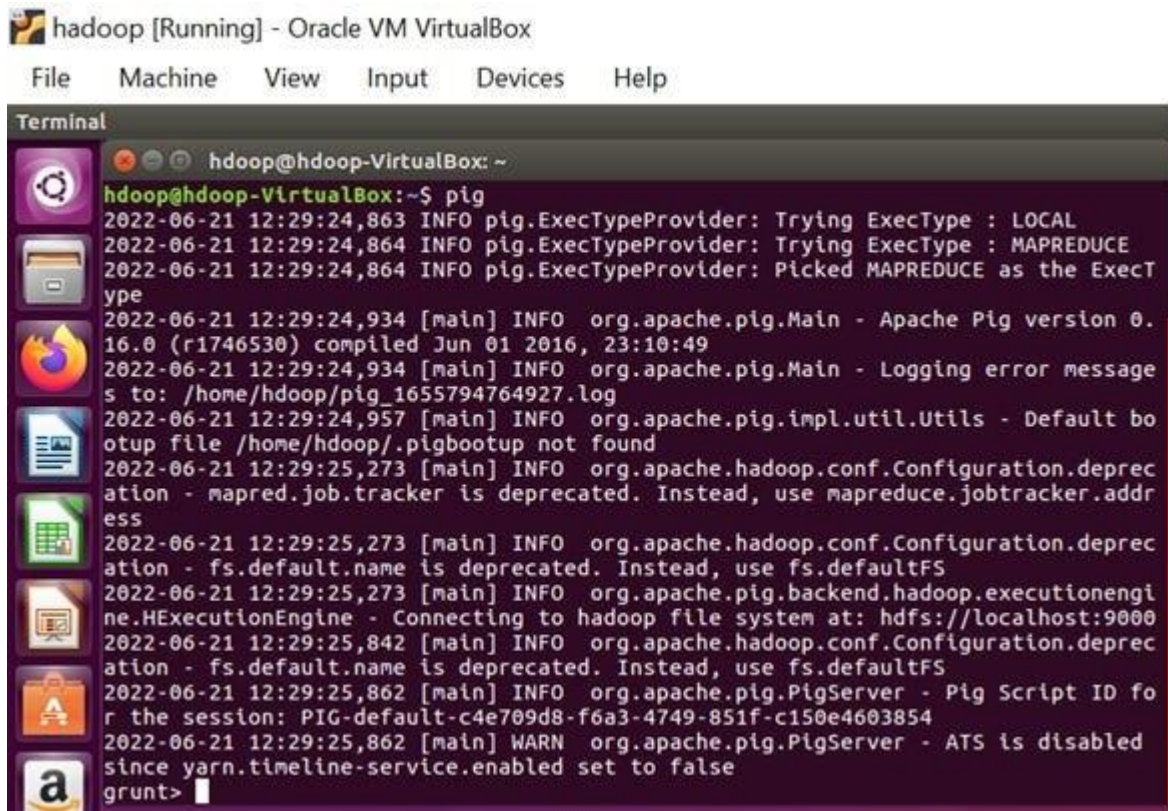 hadoop [Running] - Oracle VM VirtualBox
File Machine View Input Devices Help
Terminal
hdoop@hdoop-VirtualBox: ~
hdoop@hdoop-VirtualBox:~$ pig
2022-06-21 12:29:24,863 INFO pig.ExecTypeProvider: Trying ExecType : LOCAL
2022-06-21 12:29:24,864 INFO pig.ExecTypeProvider: Trying ExecType : MAPREDUCE
2022-06-21 12:29:24,864 INFO pig.ExecTypeProvider: Picked MAPREDUCE as the ExecT
ype
2022-06-21 12:29:24,934 [main] INFO  org.apache.pig.Main - Apache Pig version 0.
16.0 (r1746530) compiled Jun 01 2016, 23:10:49
2022-06-21 12:29:24,934 [main] INFO  org.apache.pig.Main - Logging error message
s to: /home/hdoop/pig_1655794764927.log
2022-06-21 12:29:24,957 [main] INFO  org.apache.pig.impl.util.Utils - Default bo
otup file /home/hdoop/.pigbootup not found
2022-06-21 12:29:25,273 [main] INFO  org.apache.hadoop.conf.Configuration.deprec
ation - mapred.job.tracker is deprecated. Instead, use mapreduce.jobtracker.addr
ess
2022-06-21 12:29:25,273 [main] INFO  org.apache.hadoop.conf.Configuration.deprec
ation - fs.default.name is deprecated. Instead, use fs.defaultFS
2022-06-21 12:29:25,273 [main] INFO  org.apache.pig.backend.hadoop.executionengi
ne.HExecutionEngine - Connecting to hadoop file system at: hdfs://localhost:9000
2022-06-21 12:29:25,842 [main] INFO  org.apache.hadoop.conf.Configuration.deprec
ation - fs.default.name is deprecated. Instead, use fs.defaultFS
2022-06-21 12:29:25,862 [main] INFO  org.apache.pig.PigServer - Pig Script ID fo
r the session: PIG-default-c4e709d8-f6a3-4749-851f-c150e4603854
2022-06-21 12:29:25,862 [main] WARN  org.apache.pig.PigServer - ATS is disabled
since yarn.timeline-service.enabled set to false
grunt>